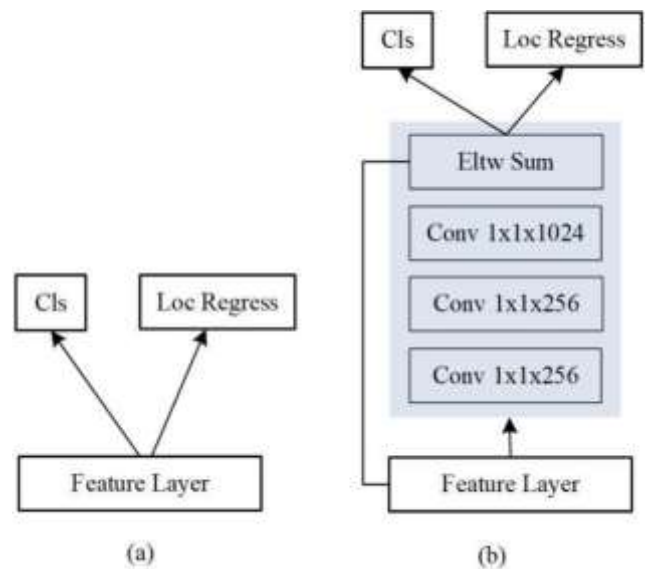 Cls
Loc Regress
Feature Layer
(a)
Cls
Loc Regress
Eltw Sum
Conv 1x1x1024
Conv 1x1x256
Conv 1x1x256
Feature Layer
(b)